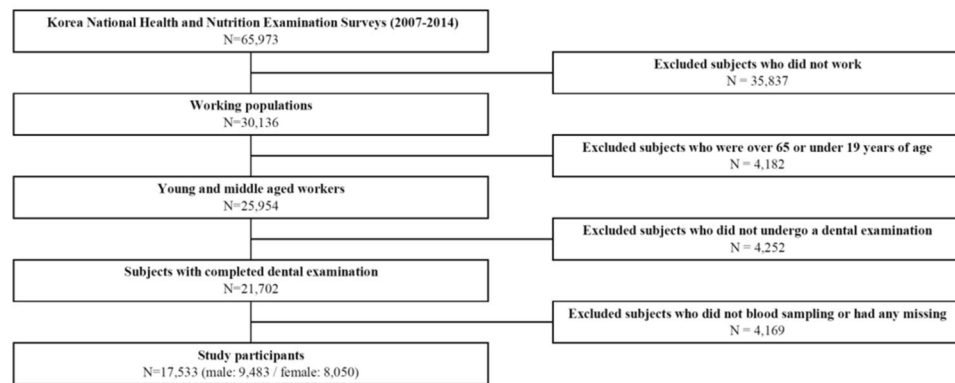 Korea National Health and Nutrition Examination Surveys (2007-2014)
N=65,973
Excluded subjects who did not work
N = 35,837
Working populations
N=30,136
Excluded subjects who were over 65 or under 19 years of age
N = 4,182
Young and middle aged workers
N=25,954
Excluded subjects who did not undergo a dental examination
N = 4,252
Subjects with completed dental examination
N=21,702
Excluded subjects who did not blood sampling or had any missing
N = 4,169
Study participants
N=17,533 (male: 9,483 / female: 8,050)